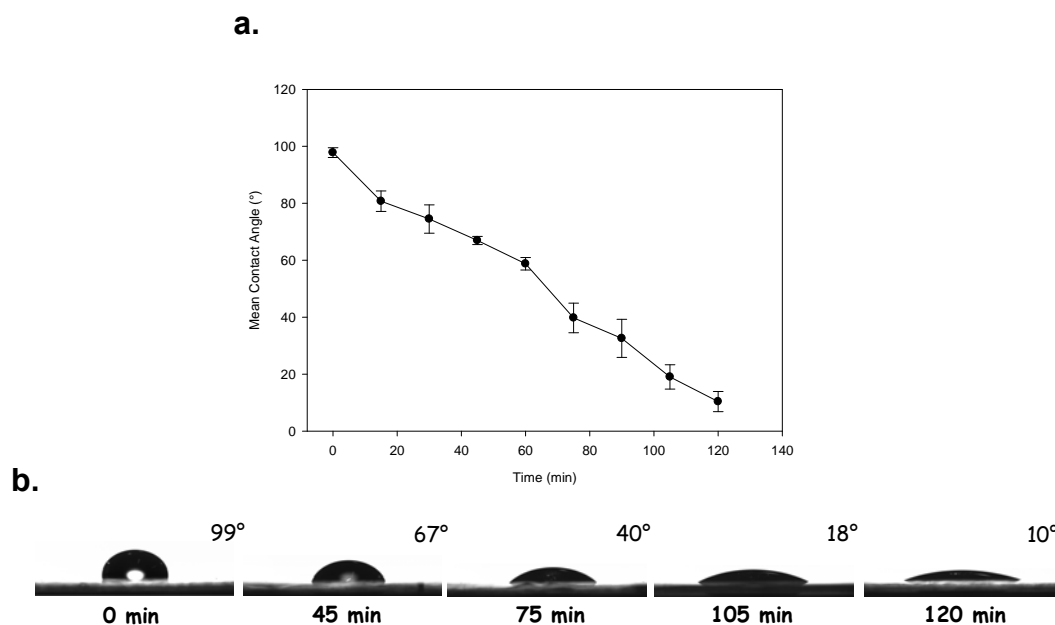 a.
120
100
80
60
40
20
0
Mean Contact Angle (°)
0 20 40 60 80 100 120 140
Time (min)
b.
99° 67° 40° 18° 10°
0 min 45 min 75 min 105 min 120 min